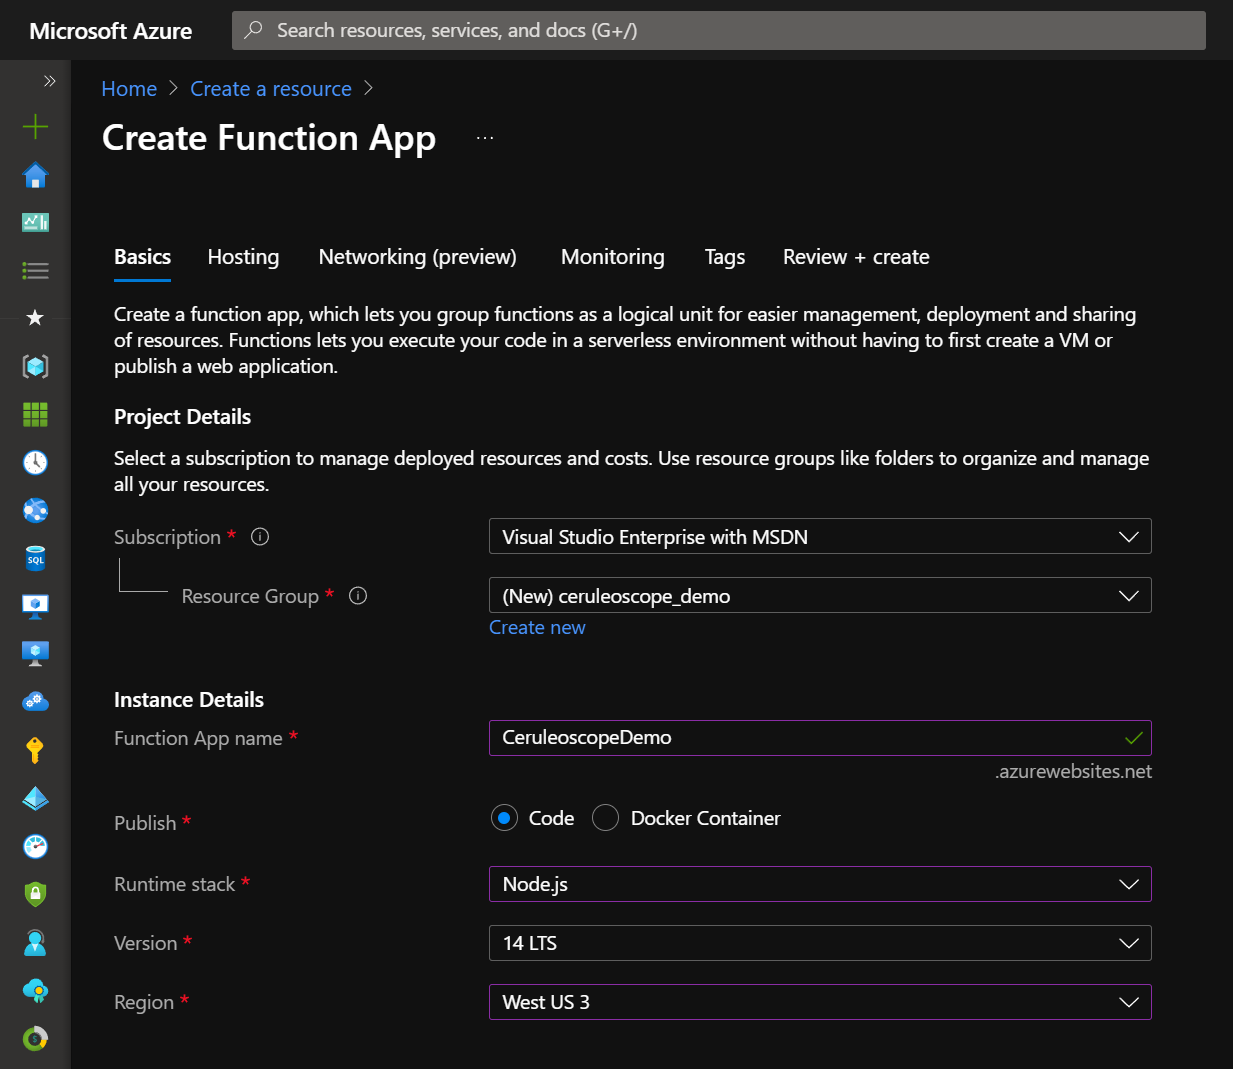 Microsoft Azure
Search resources, services, and docs (G+/)
Home > Create a resource >
Create Function App ...
Basics Hosting Networking (preview) Monitoring Tags Review + create
Create a function app, which lets you group functions as a logical unit for easier management, deployment and sharing
of resources. Functions lets you execute your code in a serverless environment without having to first create a VM or
publish a web application.
Project Details
Select a subscription to manage deployed resources and costs. Use resource groups like folders to organize and manage
all your resources.
Subscription * Visual Studio Enterprise with MSDN
Resource Group * (New) ceruleoscope_demo
Create new
Instance Details
Function App name * CeruleoscopeDemo
.azurewebsites.net
Publish * Code Docker Container
Runtime stack * Node.js
Version * 14 LTS
Region * West US 3
SQL